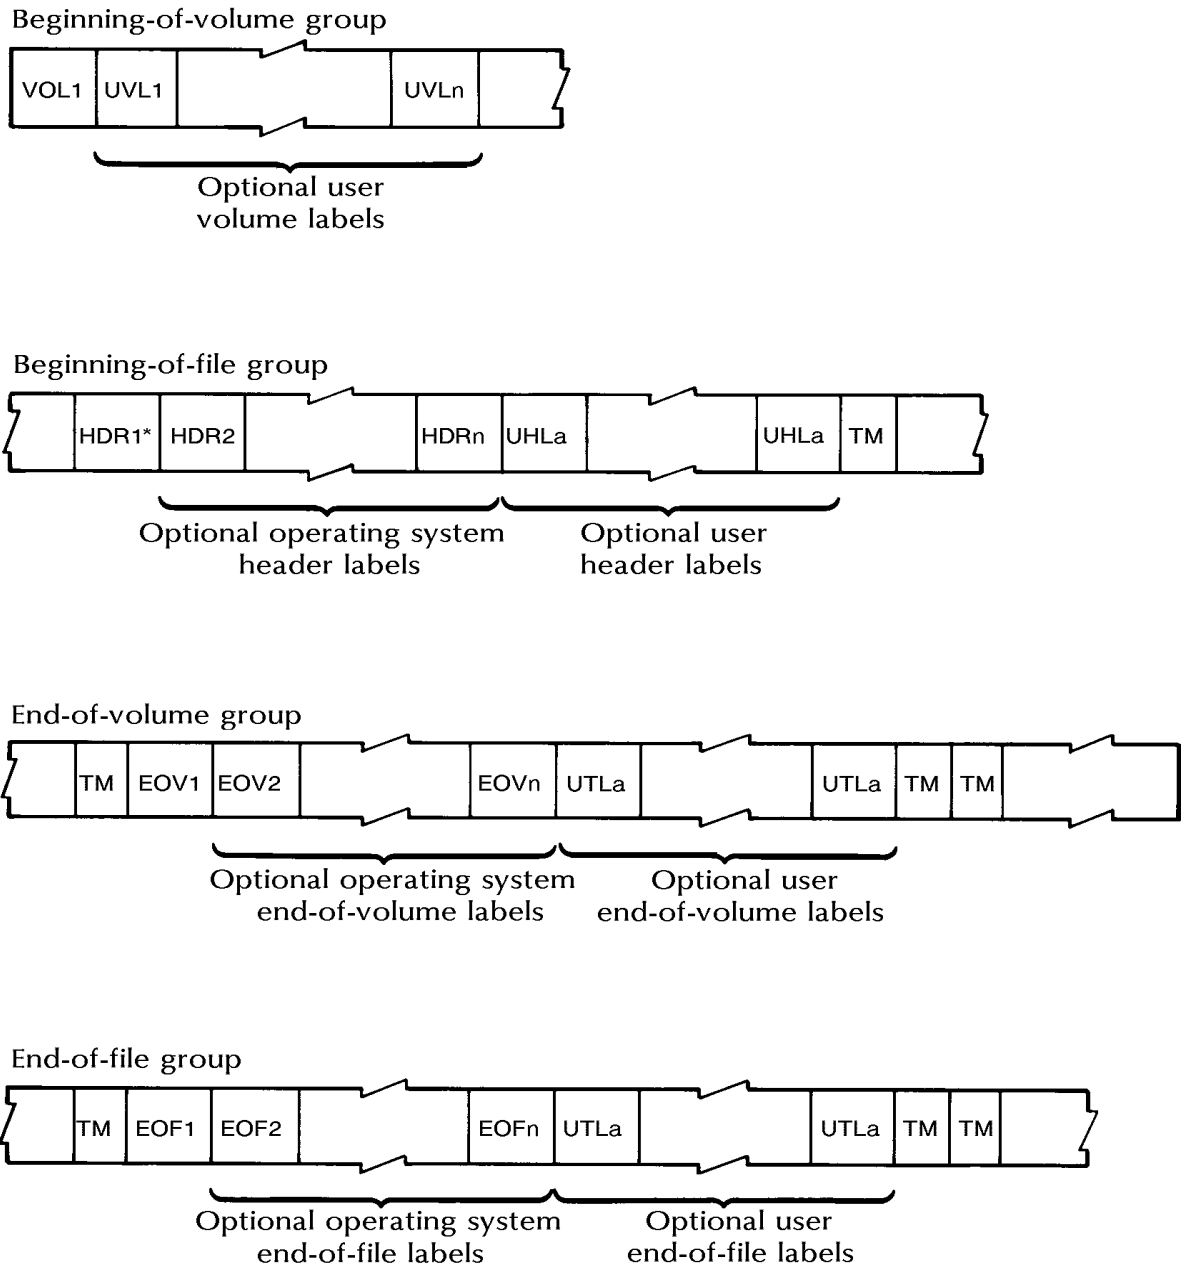 Beginning-of-volume group
VOL1 UVL1 UVLn
Optional user
volume labels
Beginning-of-file group
HDR1* HDR2 HDRn UHLa UHLa TM
Optional operating system
header labels
Optional user
header labels
End-of-volume group
TM EOV1 EOV2 EOVn UTLa UTLa TM TM
Optional operating system
end-of-volume labels
Optional user
end-of-volume labels
End-of-file group
TM EOF1 EOF2 EOFn UTLa UTLa TM TM
Optional operating system
end-of-file labels
Optional user
end-of-file labels